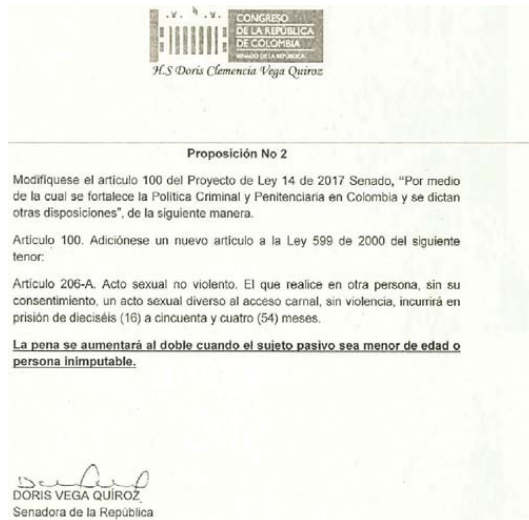 CONGRESO
DE LA REPÚBLICA
DE COLOMBIA
SENADO DE LA REPÚBLICA
H.S Doris Clemencia Vega Quiroz
Proposición No 2
Modifíquese el artículo 100 del Proyecto de Ley 14 de 2017 Senado, “Por medio
de la cual se fortalece la Política Criminal y Penitenciaria en Colombia y se dictan
otras disposiciones”, de la siguiente manera.
Artículo 100. Adiciónese un nuevo artículo a la Ley 599 de 2000 del siguiente
tenor:
Artículo 206-A. Acto sexual no violento. El que realice en otra persona, sin su
consentimiento, un acto sexual diverso al acceso carnal, sin violencia, incurrirá en
prisión de dieciséis (16) a cincuenta y cuatro (54) meses.
La pena se aumentará al doble cuando el sujeto pasivo sea menor de edad o
persona inimputable.
DORIS VEGA QUIROZ
Senadora de la República